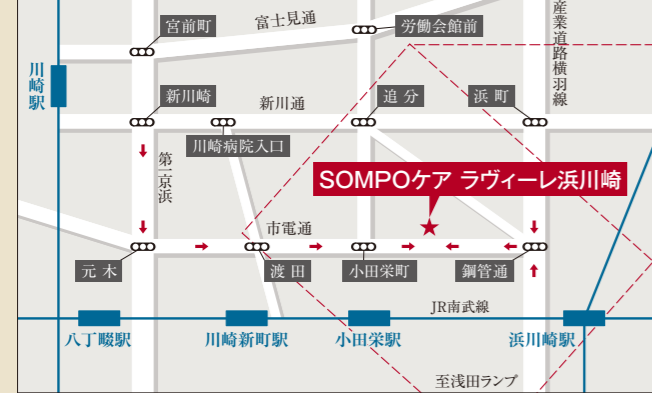 宮前町
富士見通
労働会館前
産業道路横羽線
川崎駅
新川崎
新川通
追分
浜町
川崎病院入口
第一京浜
SOMPOケア ラヴィーレ浜川崎
市電通
元木
渡田
小田栄町
鋼管通
JR南武線
八丁畷駅
川崎新町駅
小田栄駅
浜川崎駅
至浅田ランプ